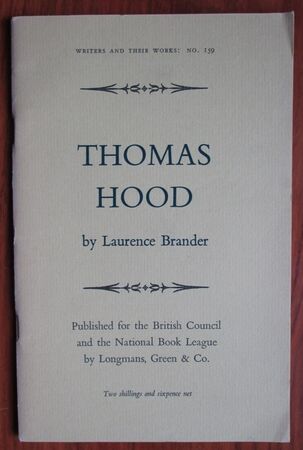 WRITERS AND THEIR WORKS: NO. 159
THOMAS
HOOD
by Laurence Brander
Published for the British Council
and the National Book League
by Longmans, Green & Co.
Two shillings and sixpence net